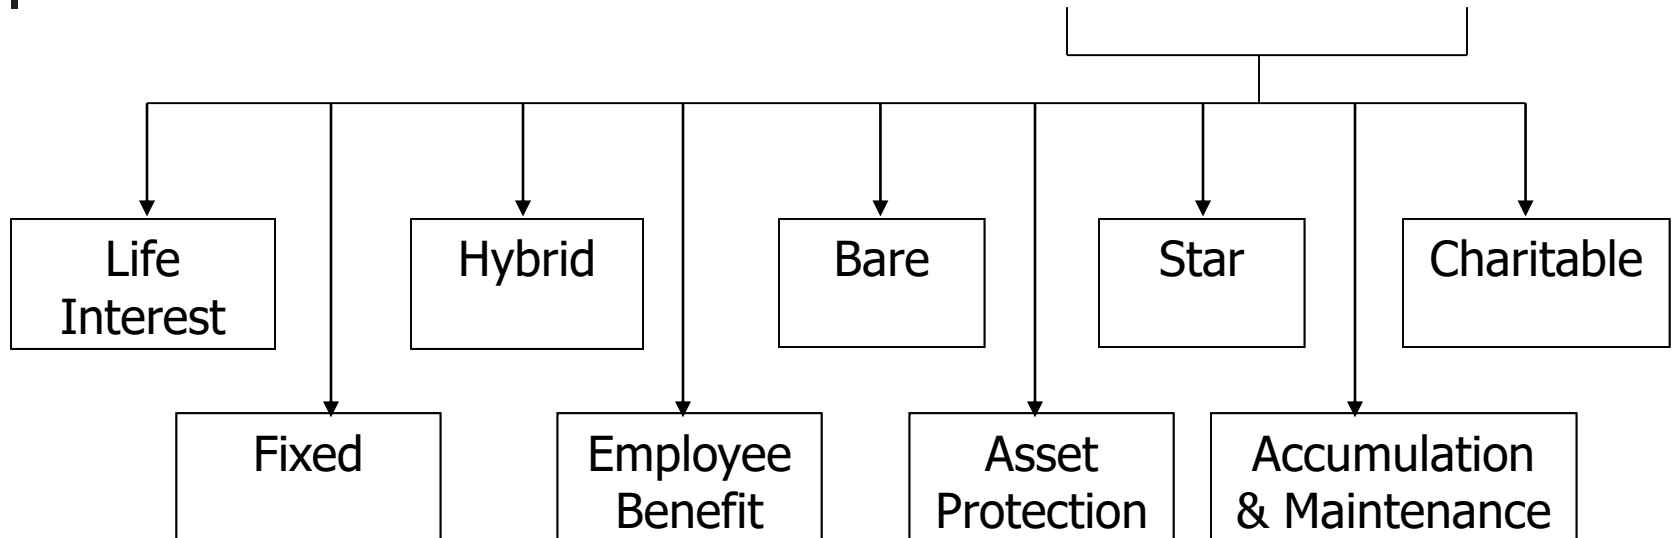 Life
Interest
Hybrid
Bare
Star
Charitable
Fixed
Employee
Benefit
Asset
Protection
Accumulation
& Maintenance